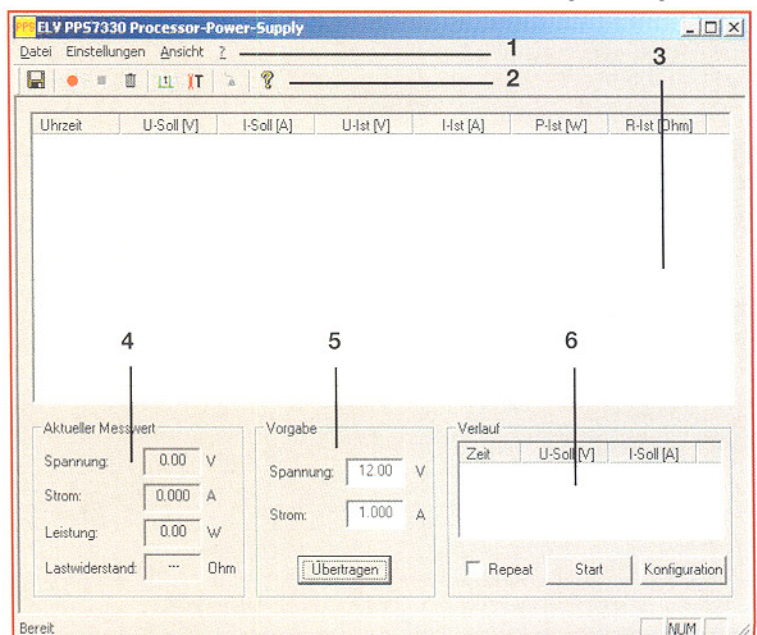 PPS ELV PPS7330 Processor-Power-Supply
Datei Einstellungen Ansicht ? 1
2
3
Uhrzeit U-Soll [V] I-Soll [A] U-Ist [V] I-Ist [A] P-Ist [W] R-Ist [Ohm]
4 5 6
Aktueller Messwert
Spannung: 0.00 V
Strom: 0.000 A
Leistung: 0.00 W
Lastwiderstand: --- Ohm
Vorgabe
Spannung: 12.00 V
Strom: 1.000 A
Übertragen
Verlauf
Zeit U-Soll [V] I-Soll [A]
Repeat Start Konfiguration
Bereit NUM